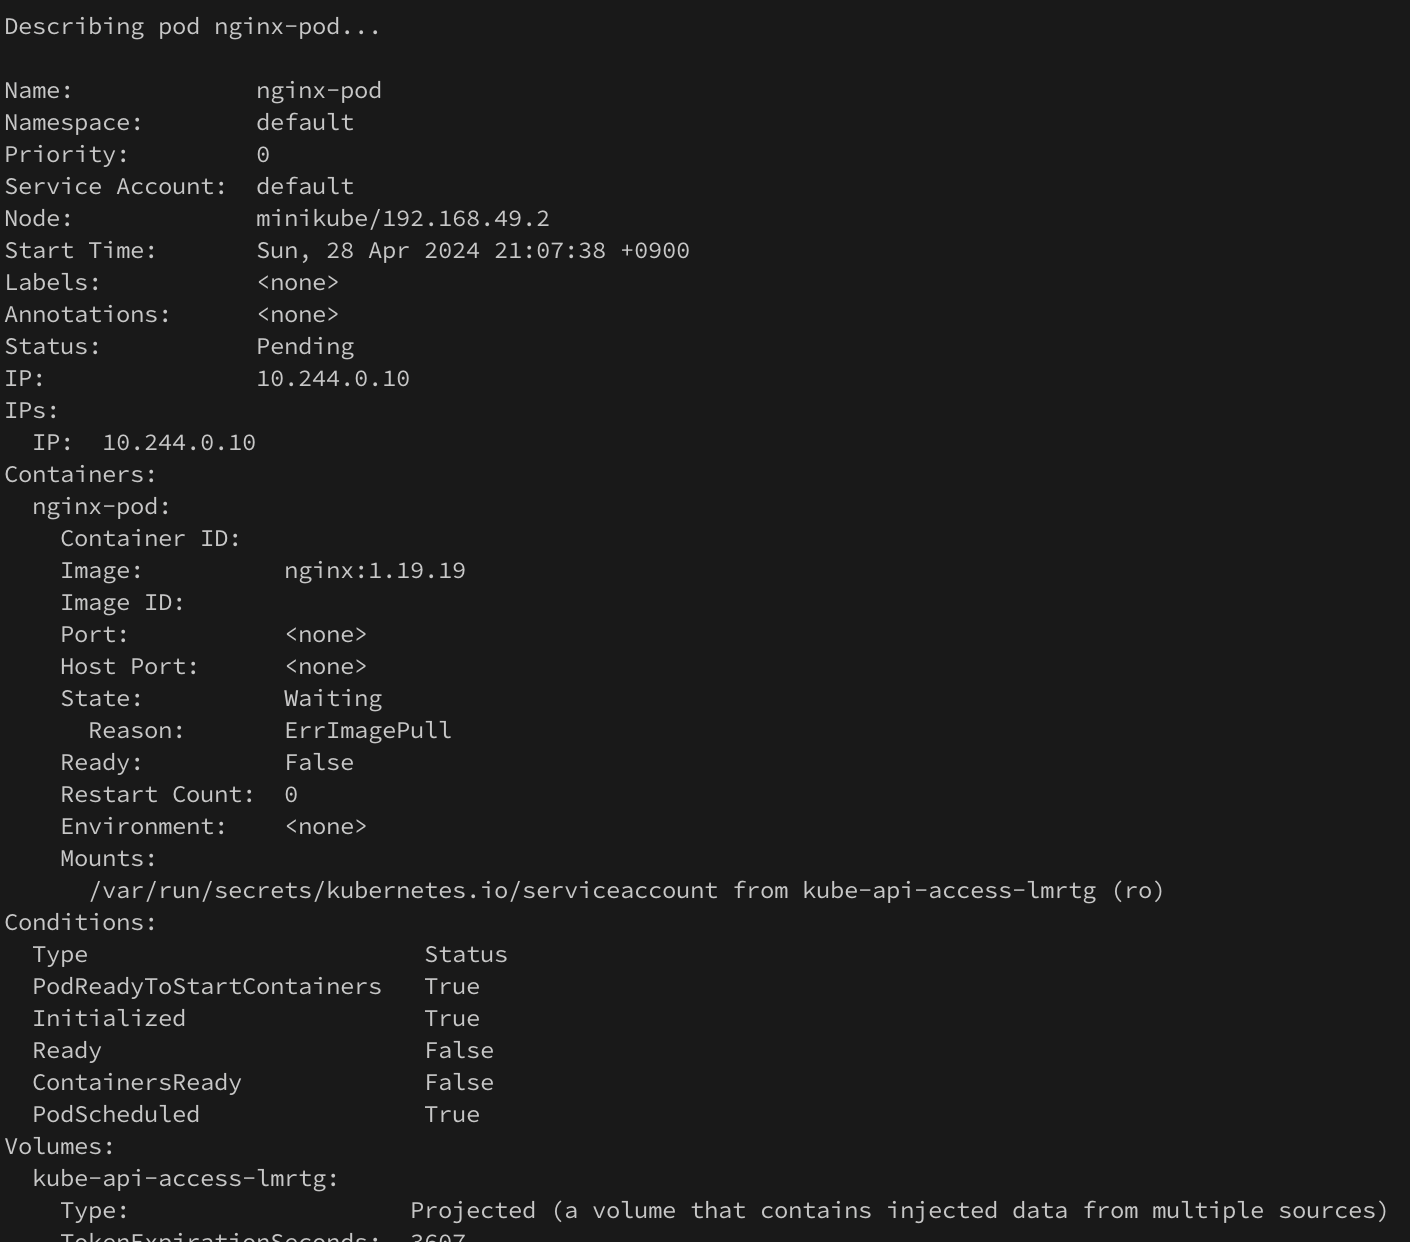 Describing pod nginx-pod...
Name:             nginx-pod
Namespace:        default
Priority:         0
Service Account:  default
Node:             minikube/192.168.49.2
Start Time:       Sun, 28 Apr 2024 21:07:38 +0900
Labels:           <none>
Annotations:      <none>
Status:           Pending
IP:               10.244.0.10
IPs:
  IP:  10.244.0.10
Containers:
  nginx-pod:
    Container ID:
    Image:          nginx:1.19.19
    Image ID:
    Port:           <none>
    Host Port:      <none>
    State:          Waiting
      Reason:       ErrImagePull
    Ready:          False
    Restart Count:  0
    Environment:    <none>
    Mounts:
      /var/run/secrets/kubernetes.io/serviceaccount from kube-api-access-lmrtg (ro)
Conditions:
  Type                        Status
  PodReadyToStartContainers   True
  Initialized                 True
  Ready                       False
  ContainersReady             False
  PodScheduled                True
Volumes:
  kube-api-access-lmrtg:
    Type:                    Projected (a volume that contains injected data from multiple sources)
    TokenExpirationSeconds:  3607